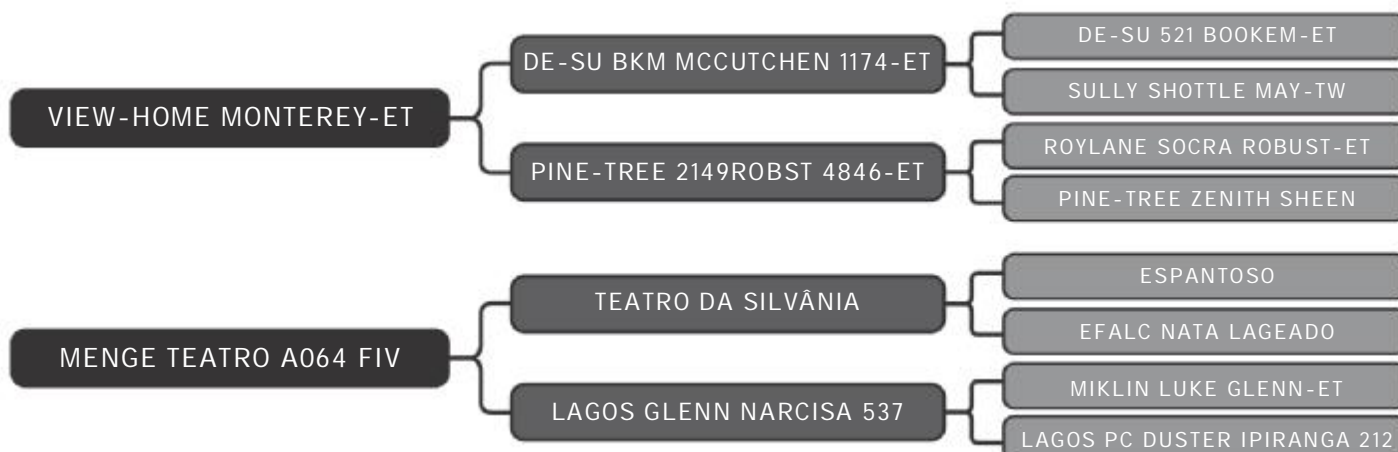 VIEW-HOME MONTEREY-ET
DE-SU BKM MCCUTCHEN 1174-ET
DE-SU 521 BOOKEM-ET
SULLY SHOTTLE MAY-TW
PINE-TREE 2149ROBST 4846-ET
ROYLANE SOCRA ROBUST-ET
PINE-TREE ZENITH SHEEN
MENGE TEATRO A064 FIV
TEATRO DA SILVÂNIA
ESPANTOSO
EFALC NATA LAGEADO
LAGOS GLENN NARCISA 537
MIKLIN LUKE GLENN-ET
LAGOS PC DUSTER IPIRANGA 212